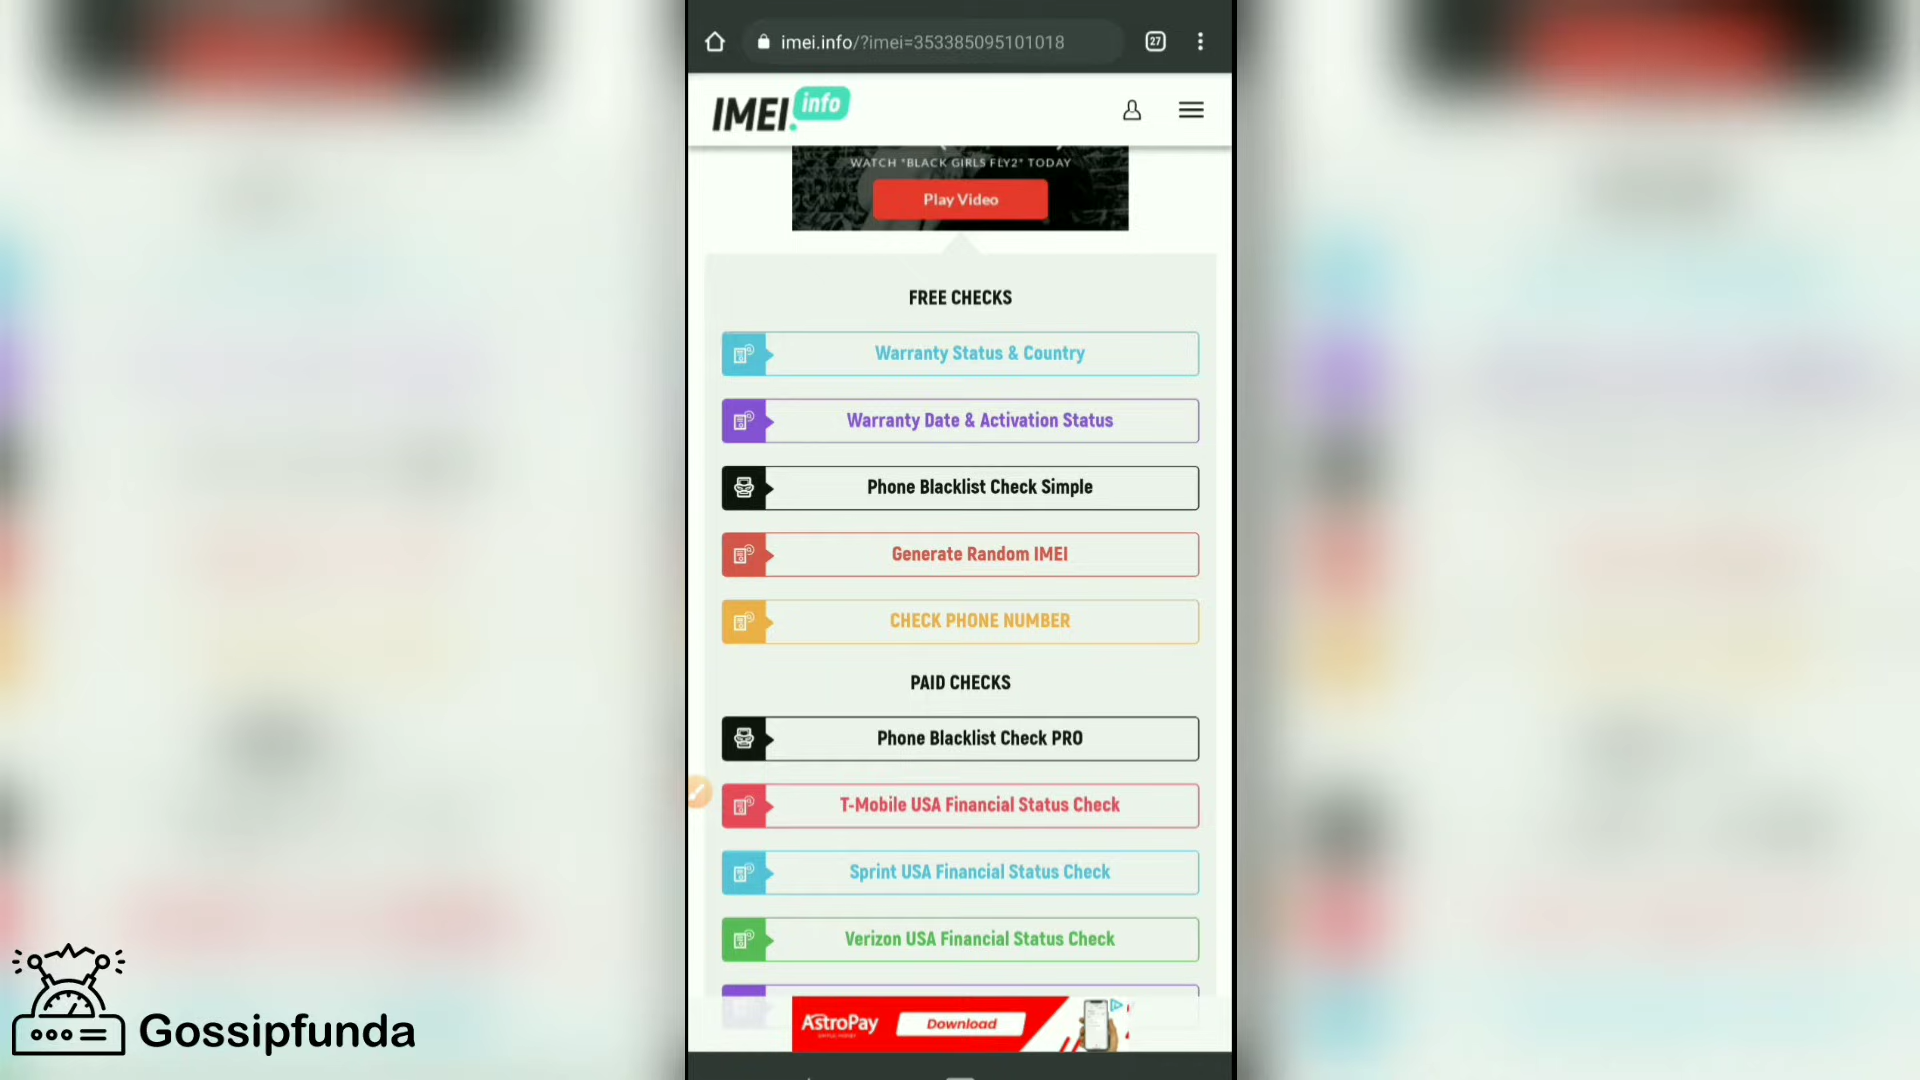 imei.info/?imei=353385095101018
27
IMEI.info
WATCH "BLACK GIRLS FLY2" TODAY
Play Video
FREE CHECKS
Warranty Status & Country
Warranty Date & Activation Status
Phone Blacklist Check Simple
Generate Random IMEI
CHECK PHONE NUMBER
PAID CHECKS
Phone Blacklist Check PRO
T-Mobile USA Financial Status Check
Sprint USA Financial Status Check
Verizon USA Financial Status Check
AstroPay
Download
Gossipfunda